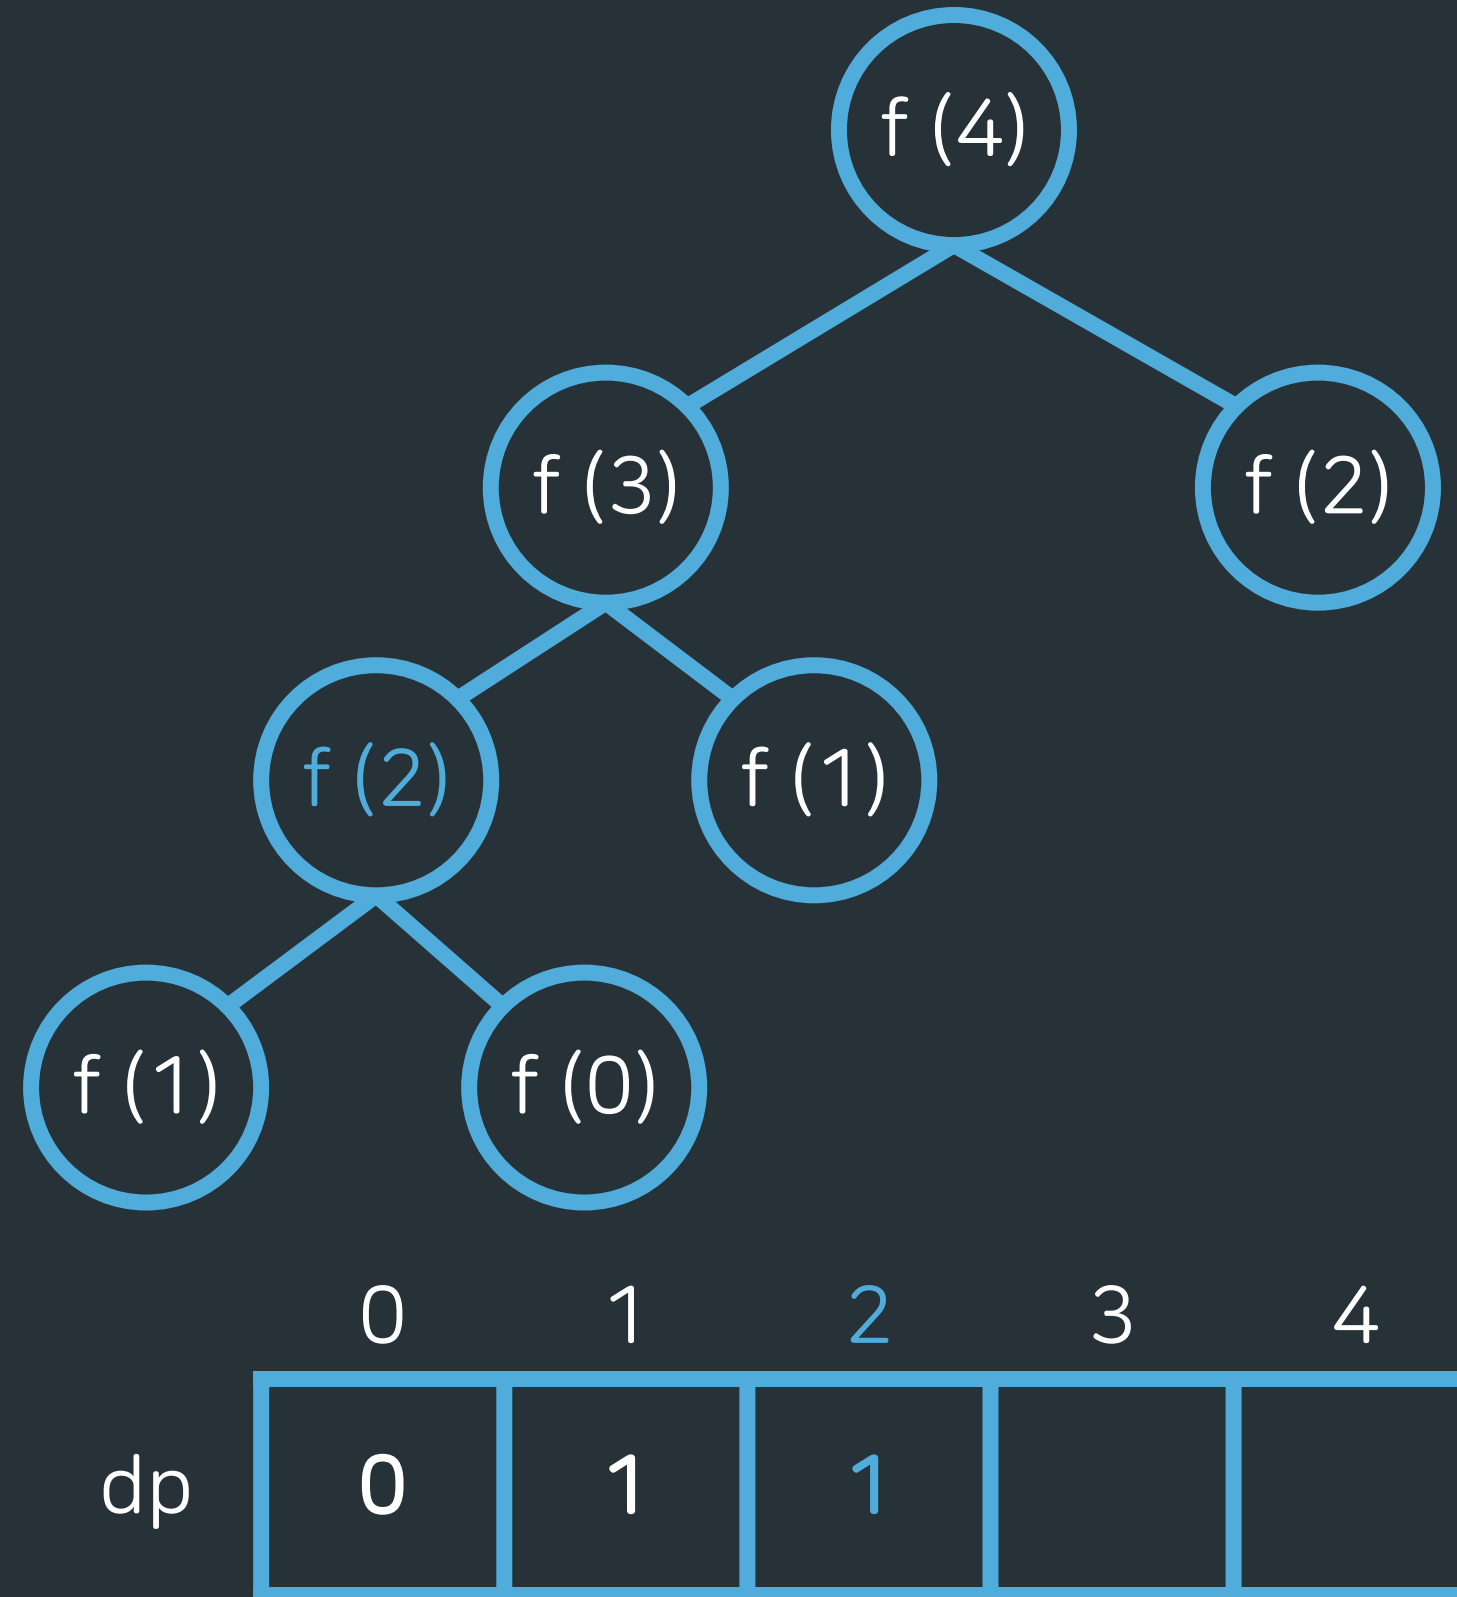 f (4)
f (3) f (2)
f (2) f (1)
f (1) f (0)
0 1 2 3 4
dp 0 1 1